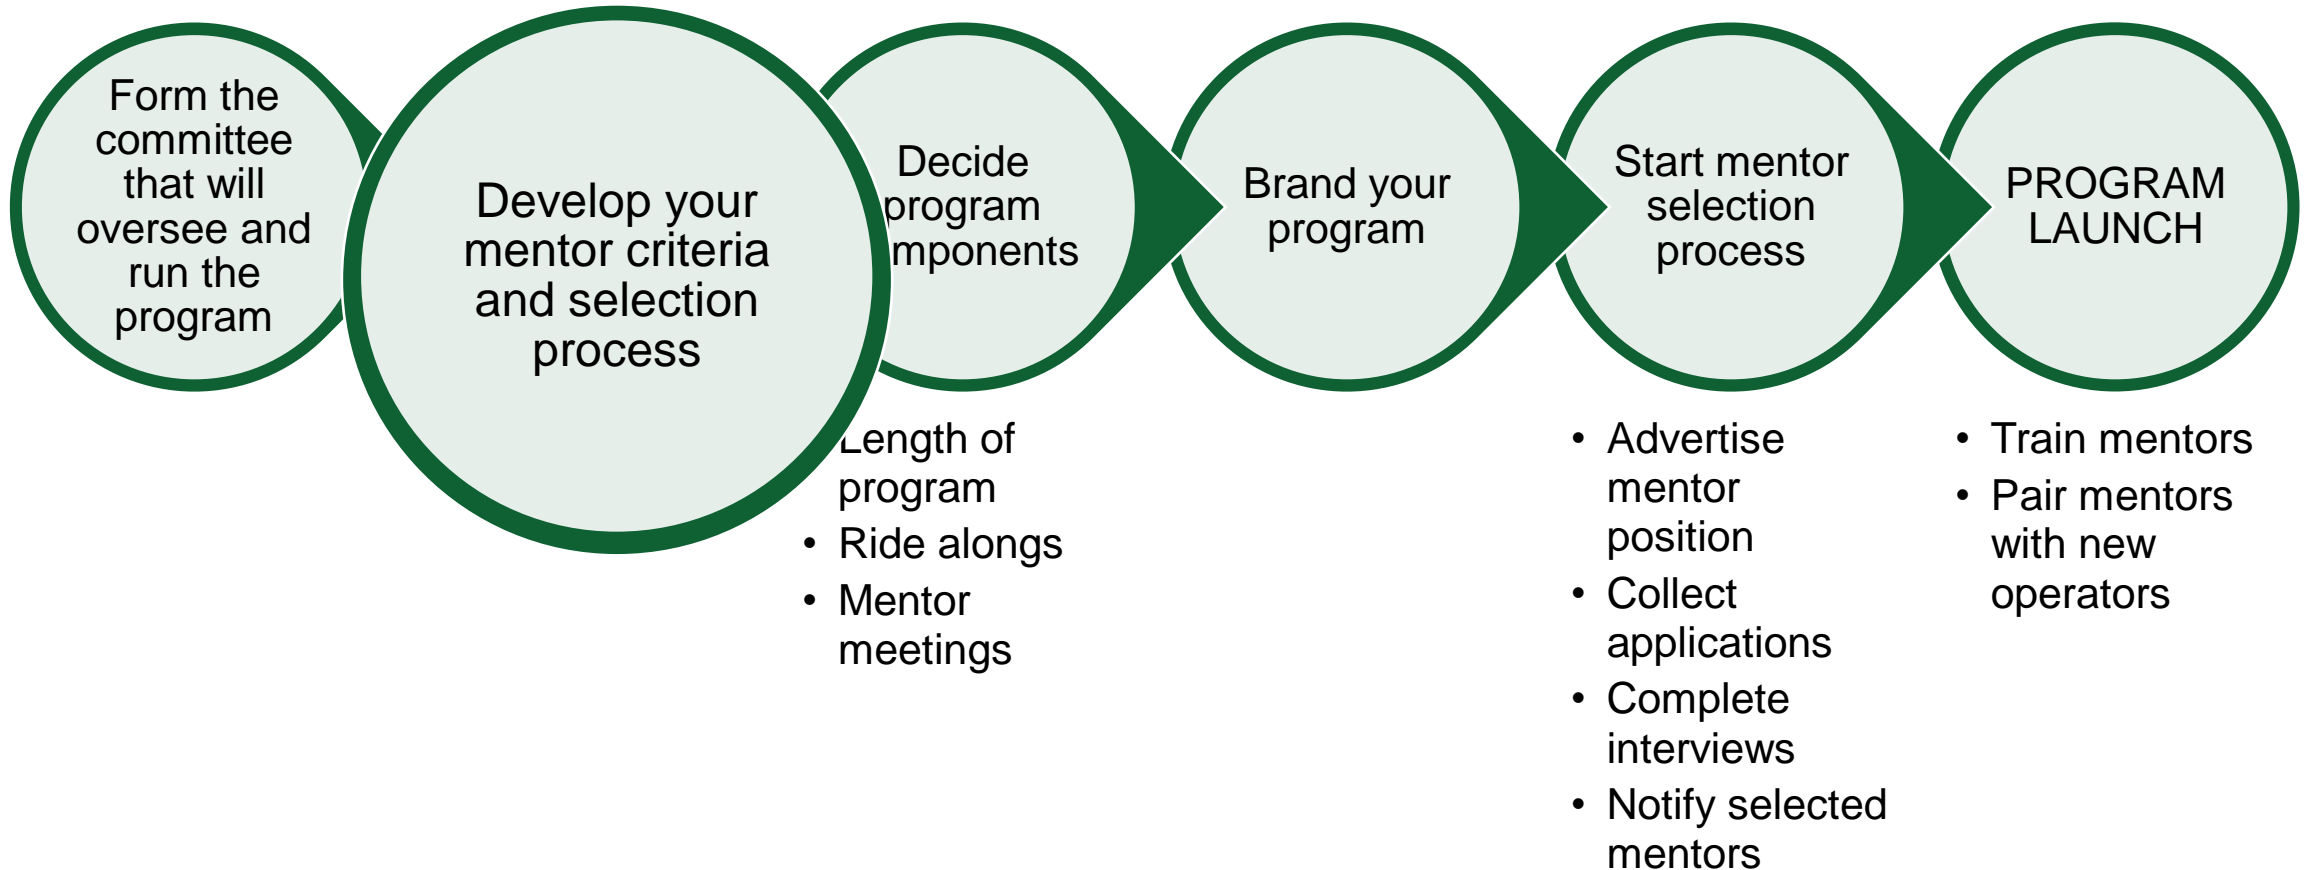 Form the
committee
that will
oversee and
run the
program
Develop your
mentor criteria
and selection
process
Decide
program
mponents
Length of
program
• Ride alongs
• Mentor
meetings
Brand your
program
Start mentor
selection
process
• Advertise
mentor
position
• Collect
applications
• Complete
interviews
• Notify selected
mentors
PROGRAM
LAUNCH
• Train mentors
• Pair mentors
with new
operators